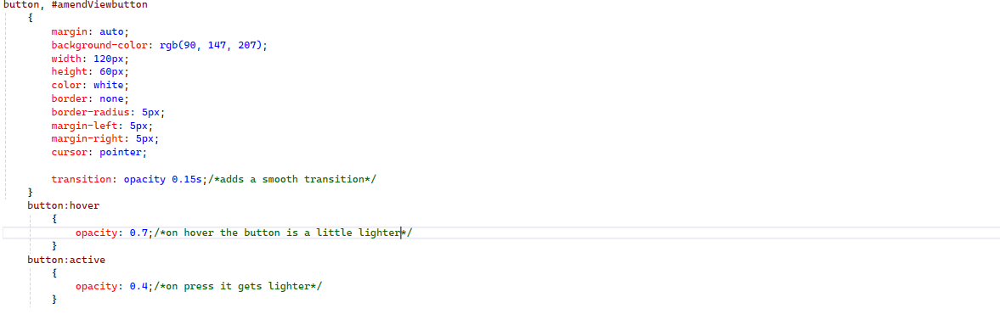 button, #amendViewbutton
{
margin: auto;
background-color: rgb(90, 147, 207);
width: 120px;
height: 60px;
color: white;
border: none;
border-radius: 5px;
margin-left: 5px;
margin-right: 5px;
cursor: pointer;
transition: opacity 0.15s;/*adds a smooth transition*/
}
button:hover
{
opacity: 0.7;/*on hover the button is a little lighter*/
}
button:active
{
opacity: 0.4;/*on press it gets lighter*/
}